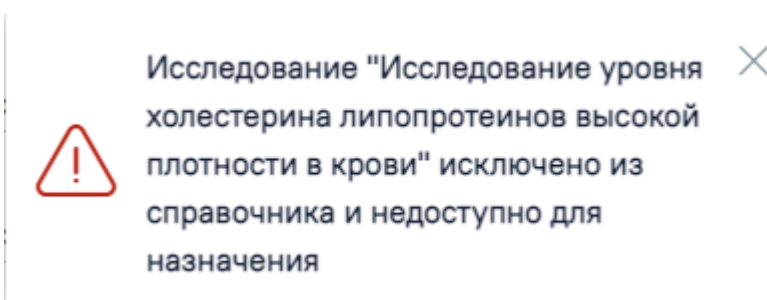 Исследование "Исследование уровня
холестерина липопротеинов высокой
плотности в крови" исключено из
справочника и недоступно для
назначения